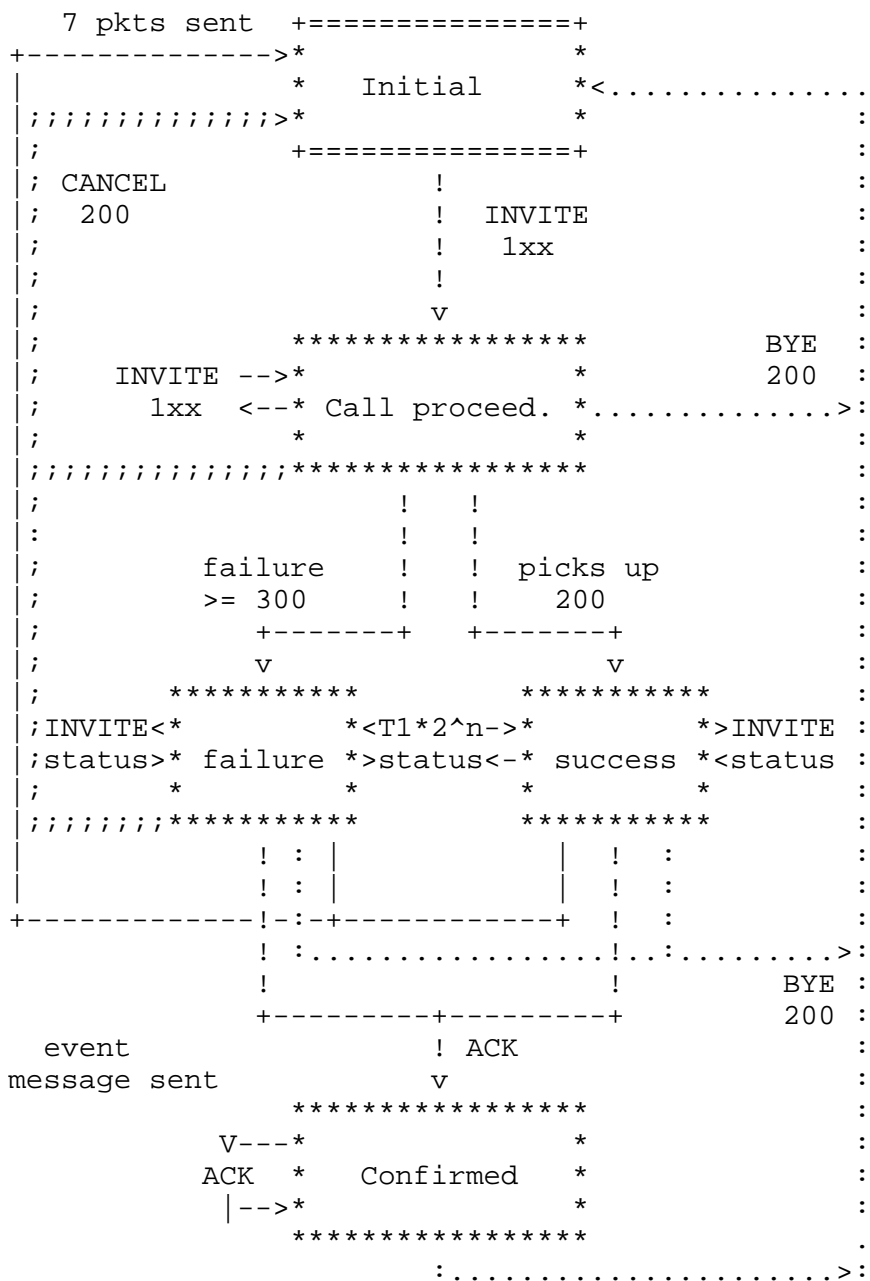 7 pkts sent  +===============+
+-------------->*               *
|               *   Initial     *<...............
|;;;;;;;;;;;;;;>*               *               :
|;              +===============+               :
|; CANCEL               !                       :
|;  200                 !  INVITE               :
|;                      !   1xx                 :
|;                      !                       :
|;                      v                       :
|;              *****************          BYE  :
|;    INVITE -->*               *          200  :
|;      1xx  <--* Call proceed. *..............>:
|;              *               *               :
|;;;;;;;;;;;;;;;*****************               :
|;                    !   !                     :
|:                    !   !                     :
|;         failure    !   !  picks up           :
|;         >= 300     !   !    200              :
|;            +-------+   +-------+             :
|;            v                   v             :
|;       ***********         ***********        :
|;INVITE<*         *<T1*2^n->*         *>INVITE :
|;status>* failure *>status<-* success *<status :
|;       *         *         *         *        :
|;;;;;;;;***********         ***********        :
|             ! : |            |  !  :          :
|             ! : |            |  !  :          :
+-------------!-:-+------------+  !  :          :
              ! :.................!..:.........>:
              !                   !         BYE :
              +---------+---------+         200 :
  event                 ! ACK                   :
message sent            v                       :
                *****************               :
            V---*               *               :
           ACK  *   Confirmed   *               :
            |-->*               *               :
                *****************               .
                        :......................>: